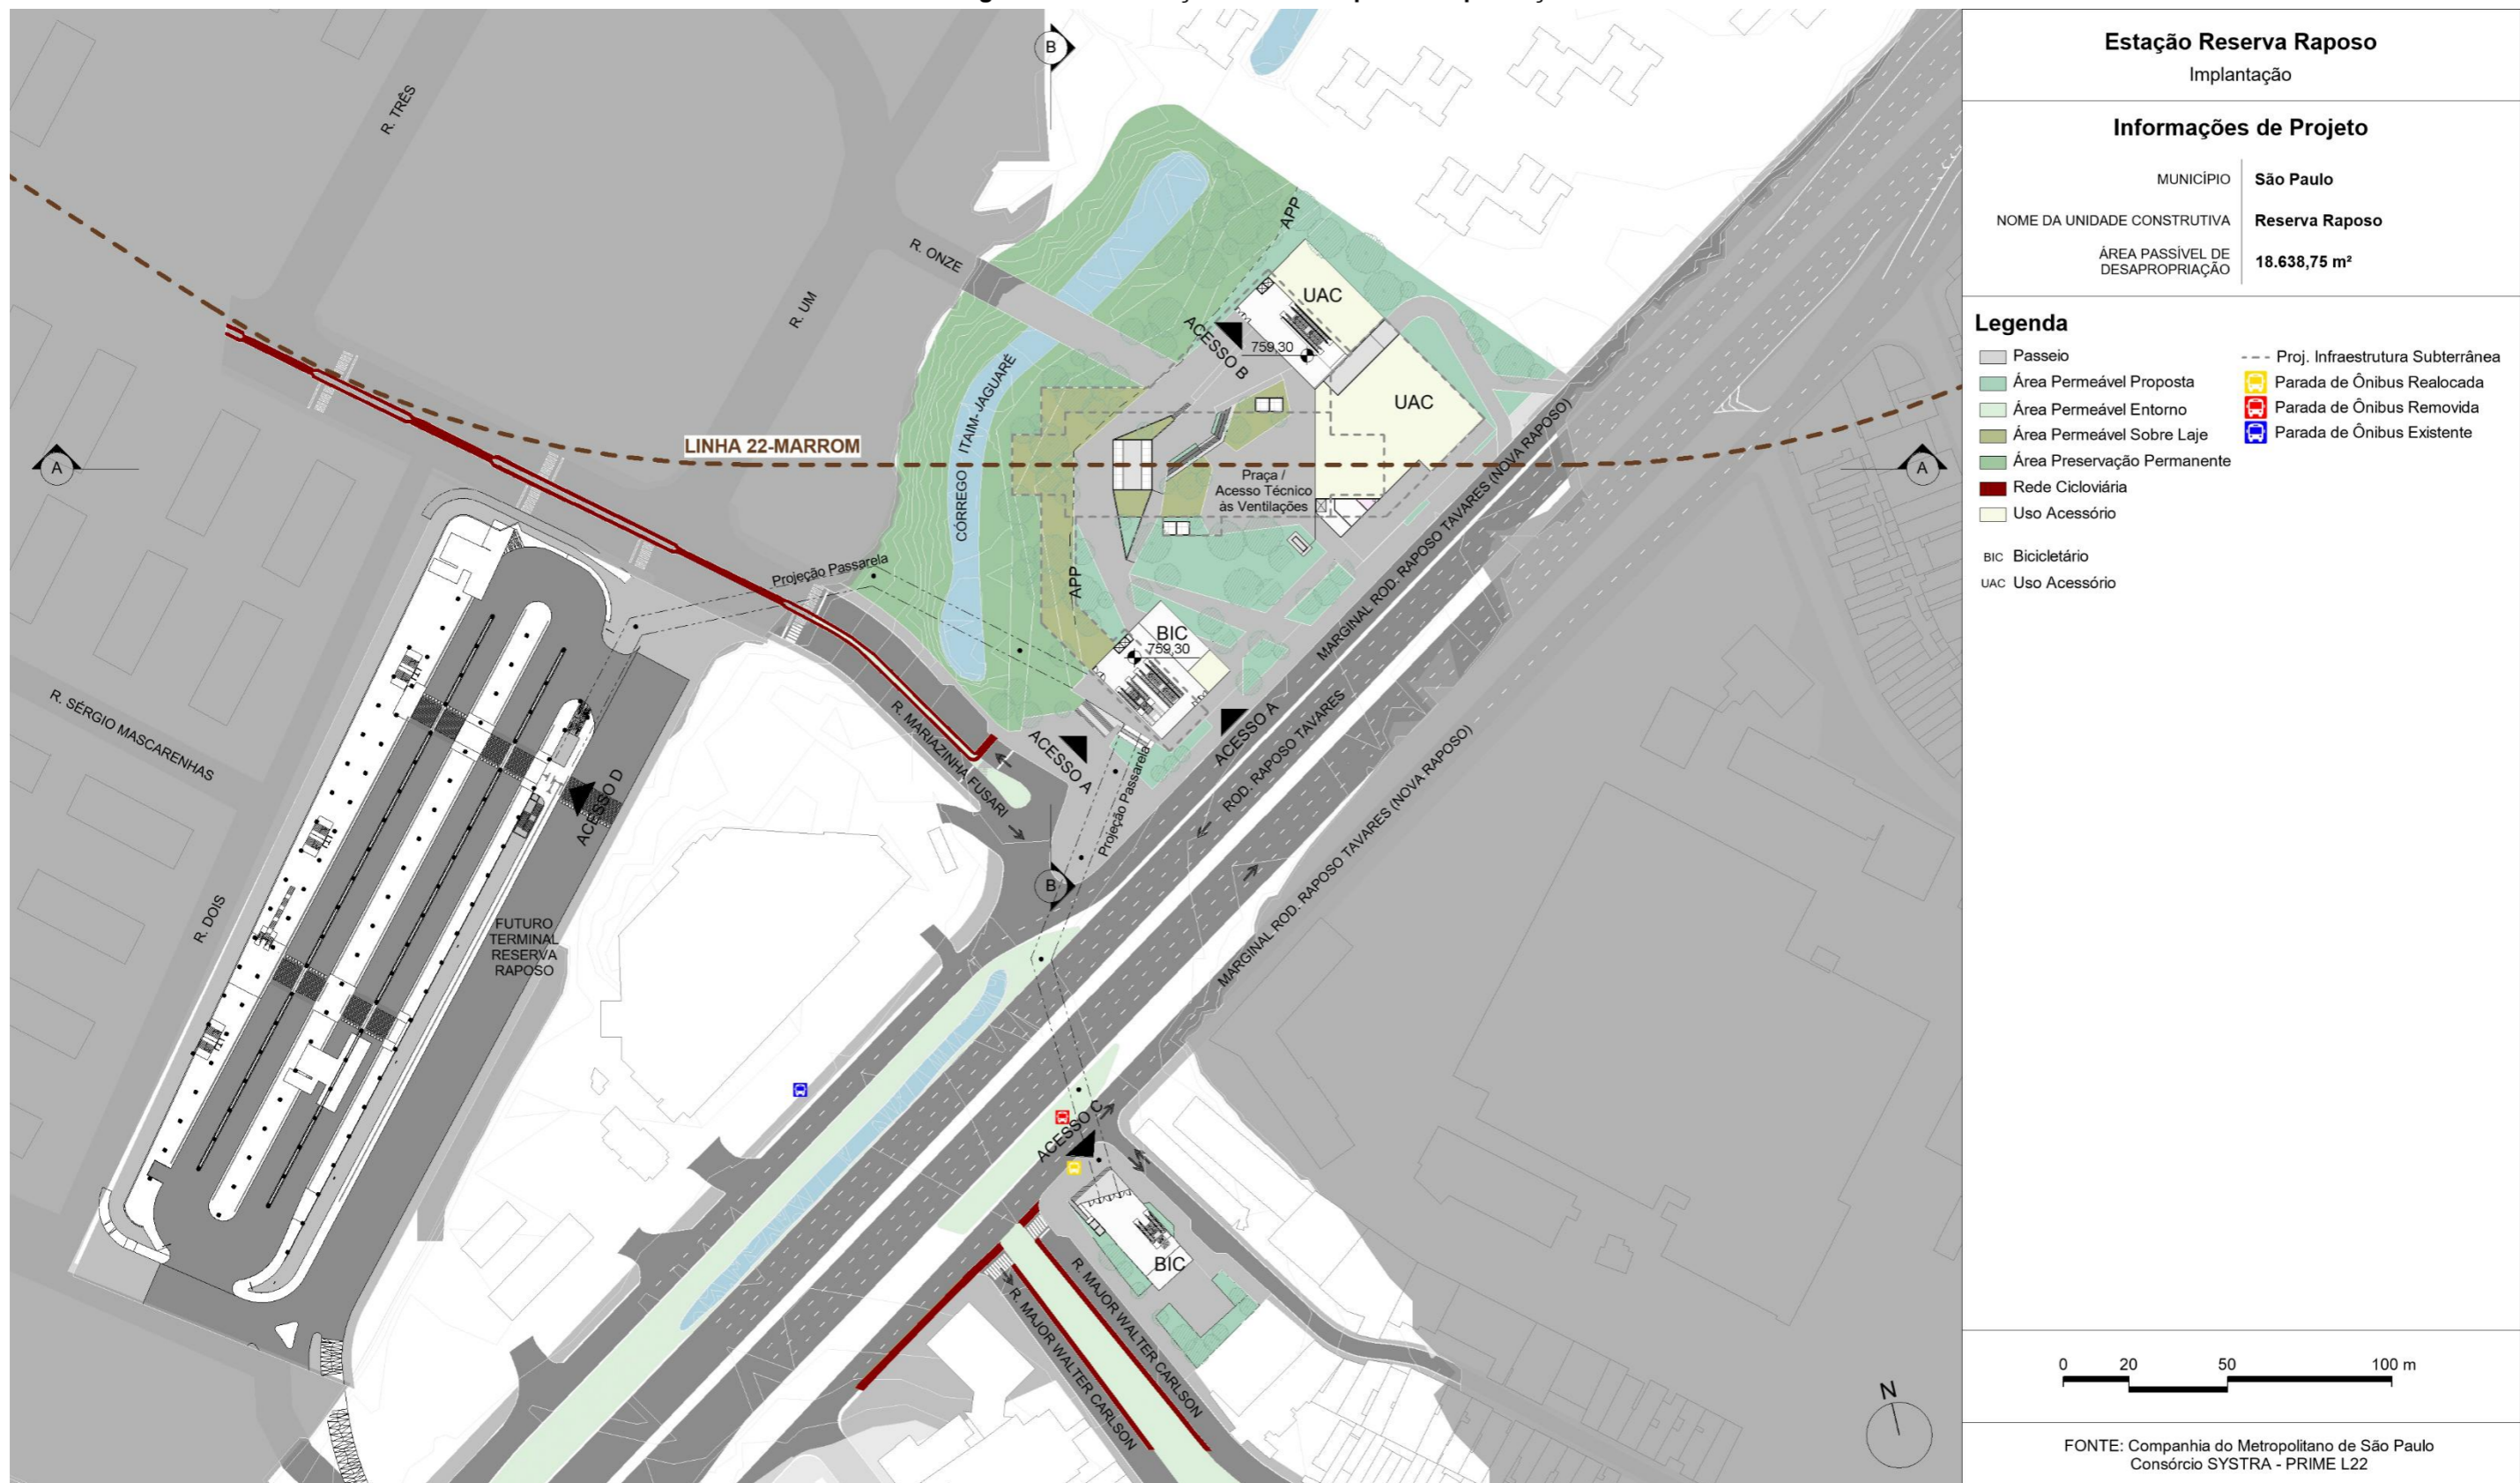 B
R. TRÊS
R. ONZE
R. UM
APP
UAC
ACESSO B
759,30
UAC
CÓRREGO ITAIM-JAGUARÉ
LINHA 22-MARROM
A
A
Praça /
Acesso Técnico
às Ventilações
MARGINAL ROD. RAPOSO TAVARES (NOVA RAPOSO)
Projeção Passarela
APP
BIC
759,30
R. SÉRGIO MASCARENHAS
R. MARIAZINHA FUSARI
ACESSO A
ACESSO A
ROD. RAPOSO TAVARES
Projeção Passarela
MARGINAL ROD. RAPOSO TAVARES (NOVA RAPOSO)
ACESSO D
B
R. DOIS
FUTURO
TERMINAL
RESERVA
RAPOSO
ACESSO C
BIC
R. MAJOR WALTER CARLSON
R. MAJOR WALTER CARLSON
Estação Reserva Raposo
Implantação
Informações de Projeto
MUNICÍPIO São Paulo
NOME DA UNIDADE CONSTRUTIVA Reserva Raposo
ÁREA PASSÍVEL DE
DESAPROPRIAÇÃO 18.638,75 m²
Legenda
Passeio
Área Permeável Proposta
Área Permeável Entorno
Área Permeável Sobre Laje
Área Preservação Permanente
Rede Cicloviária
Uso Acessório
Proj. Infraestrutura Subterrânea
Parada de Ônibus Realocada
Parada de Ônibus Removida
Parada de Ônibus Existente
BIC Bicicletário
UAC Uso Acessório
0 20 50 100 m
N
FONTE: Companhia do Metropolitano de São Paulo
Consórcio SYSTRA - PRIME L22